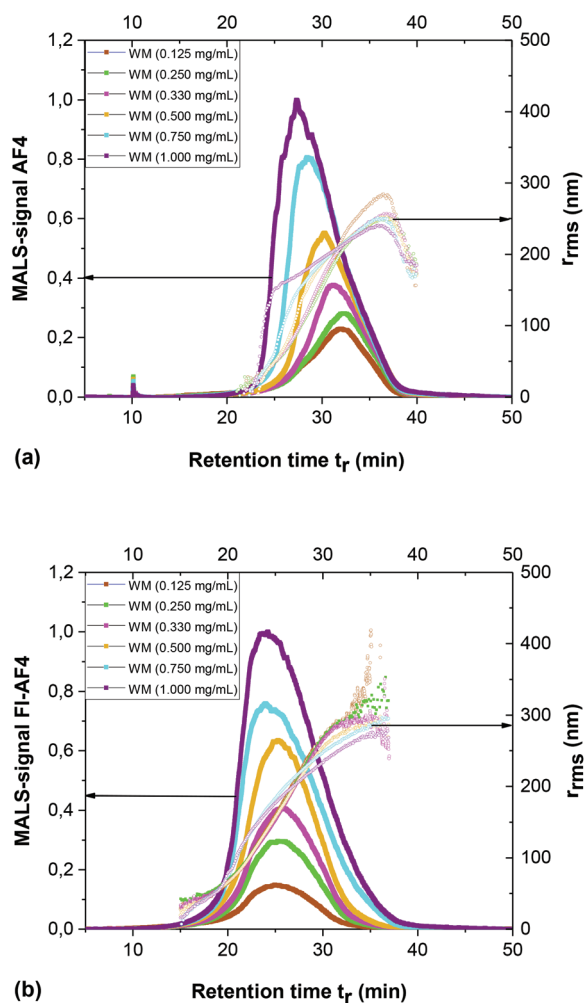 10 20 30 40 50
1,2
1,0
0,8
0,6
0,4
0,2
0,0
MALS-signal AF4
WM (0.125 mg/mL)
WM (0.250 mg/mL)
WM (0.330 mg/mL)
WM (0.500 mg/mL)
WM (0.750 mg/mL)
WM (1.000 mg/mL)
500
400
300
200
100
0
rrms (nm)
10 20 30 40 50
(a)
Retention time tr (min)
10 20 30 40 50
1,2
1,0
0,8
0,6
0,4
0,2
0,0
MALS-signal FI-AF4
WM (0.125 mg/mL)
WM (0.250 mg/mL)
WM (0.330 mg/mL)
WM (0.500 mg/mL)
WM (0.750 mg/mL)
WM (1.000 mg/mL)
500
400
300
200
100
0
rrms (nm)
10 20 30 40 50
(b)
Retention time tr (min)